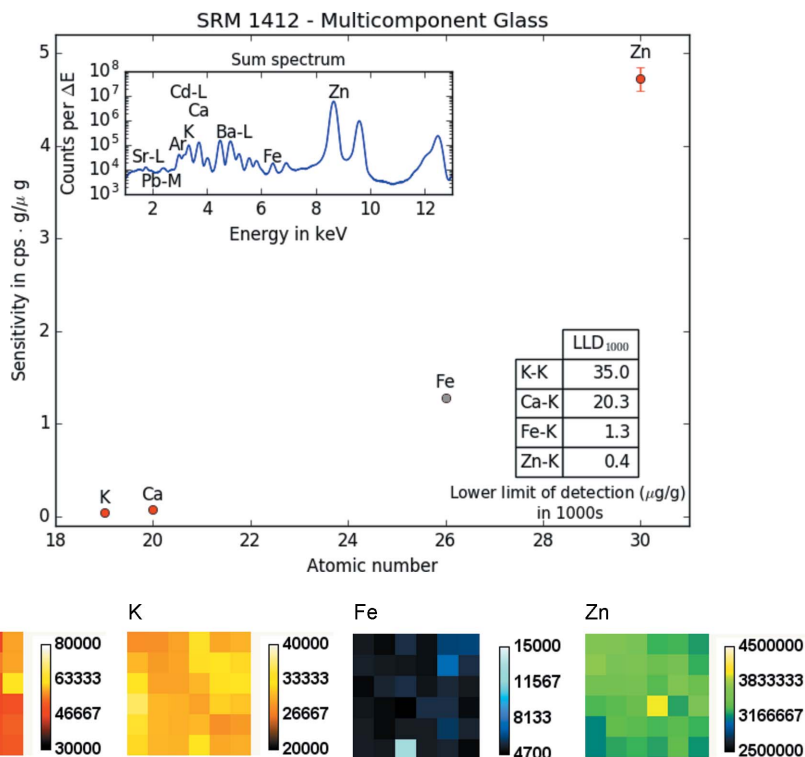 SRM 1412 - Multicomponent Glass
Sensitivity in cps · g/μ g
5
4
3
2
1
0
18
20
22
24
26
28
30
Atomic number
K
Ca
Fe
Zn
Sum spectrum
Counts per ΔE
10^8
10^7
10^6
10^5
10^4
10^3
Cd-L
Ca
K
Ar
Sr-L
Pb-M
Ba-L
Fe
Zn
2
4
6
8
10
12
Energy in keV
LLD1000
K-K 35.0
Ca-K 20.3
Fe-K 1.3
Zn-K 0.4
Lower limit of detection (μg/g)
in 1000s
80000
63333
46667
30000
K
40000
33333
26667
20000
Fe
15000
11567
8133
4700
Zn
4500000
3833333
3166667
2500000